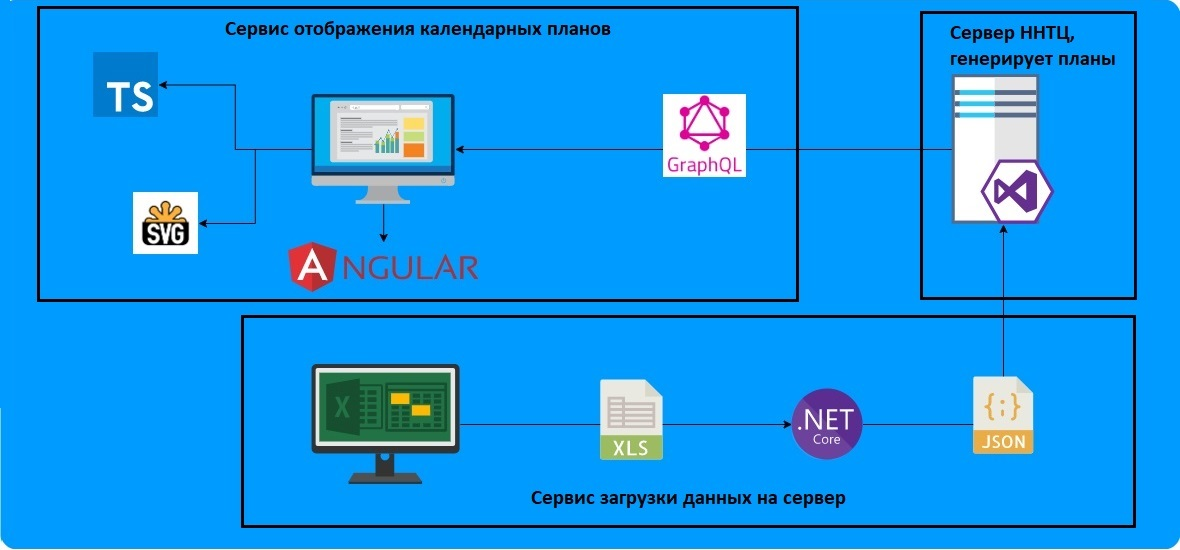 Сервис отображения календарных планов
Сервер ННТЦ,
генерирует планы
TS
GraphQL
SVG
ANGULAR
X
XLS
.NET
Core
{;}
JSON
Сервис загрузки данных на сервер